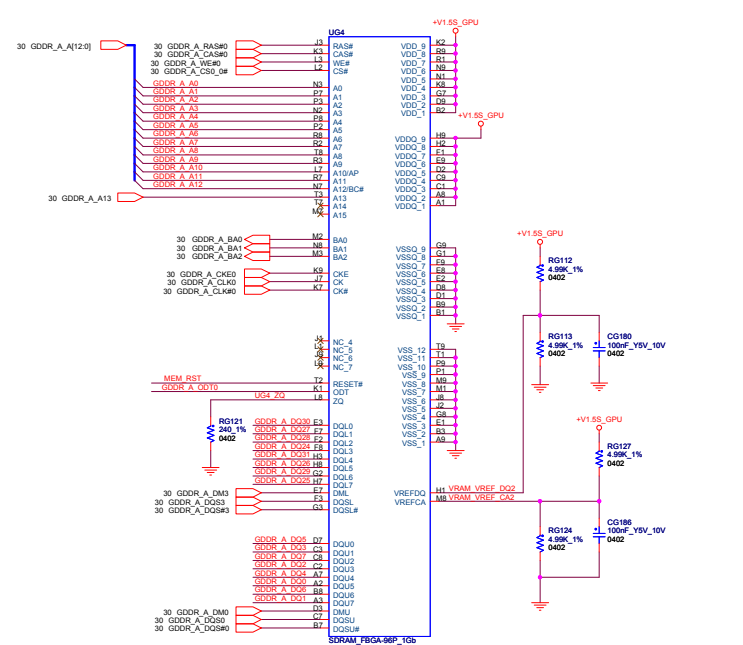 +V1.5S_GPU
UG4
30 GDDR_A_A[12:0]
30 GDDR_A_RAS#0 J3 RAS# VDD_9 K2
30 GDDR_A_CAS#0 K3 CAS# VDD_8 R9
30 GDDR_A_WE#0 L3 WE# VDD_7 R1
30 GDDR_A_CS0_0# L2 CS# VDD_6 N9
VDD_5 N1
GDDR_A_A0 N3 A0 VDD_4 K8
GDDR_A_A1 P7 A1 VDD_3 G7
GDDR_A_A2 P3 A2 VDD_2 D9
GDDR_A_A3 N2 A3 VDD_1 B2
+V1.5S_GPU
GDDR_A_A4 P8 A4
GDDR_A_A5 P2 A5
GDDR_A_A6 R8 A6 VDDQ_9 H9
GDDR_A_A7 R2 A7 VDDQ_8 H2
GDDR_A_A8 T8 A8 VDDQ_7 F1
GDDR_A_A9 R3 A9 VDDQ_6 E9
GDDR_A_A10 L7 A10/AP VDDQ_5 D2
GDDR_A_A11 R7 A11 VDDQ_4 C9
GDDR_A_A12 N7 A12/BC# VDDQ_3 C1
30 GDDR_A_A13 T3 A13 VDDQ_2 A8
T7 A14 VDDQ_1 A1
M7 A15
30 GDDR_A_BA0 M2 BA0
30 GDDR_A_BA1 N8 BA1 VSSQ_9 G9
30 GDDR_A_BA2 M3 BA2 VSSQ_8 G1
VSSQ_7 F9
30 GDDR_A_CKE0 K9 CKE VSSQ_6 E8
30 GDDR_A_CLK0 J7 CK VSSQ_5 E2
30 GDDR_A_CLK#0 K7 CK# VSSQ_4 D8
VSSQ_3 D1
VSSQ_2 B9
VSSQ_1 B1
+V1.5S_GPU
RG112
4.99K_1%
0402
NC_4
NC_5 VSS_12 T9
NC_6 VSS_11 T1
NC_7 VSS_10 P9
VSS_9 P1
MEM_RST T2 RESET# VSS_8 M9
GDDR_A_ODT0 K1 ODT VSS_7 M1
UG4_ZQ L8 ZQ VSS_6 J8
VSS_5 J2
VSS_4 G8
VSS_3 E1
VSS_2 B3
VSS_1 A9
RG113
4.99K_1%
0402
CG180
100nF_Y5V_10V
0402
RG121
240_1%
0402
GDDR_A_DQ30 E3 DQL0
GDDR_A_DQ27 F7 DQL1
GDDR_A_DQ28 F2 DQL2
GDDR_A_DQ24 F8 DQL3
GDDR_A_DQ31 H3 DQL4
GDDR_A_DQ26 H8 DQL5
GDDR_A_DQ29 G2 DQL6
GDDR_A_DQ25 H7 DQL7
30 GDDR_A_DM3 E7 DML VREFDQ H1 VRAM_VREF_DQ2
30 GDDR_A_DQS3 F3 DQSL VREFCA M8 VRAM_VREF_CA2
30 GDDR_A_DQS#3 G3 DQSL#
+V1.5S_GPU
RG127
4.99K_1%
0402
RG124
4.99K_1%
0402
CG186
100nF_Y5V_10V
0402
GDDR_A_DQ5 D7 DQU0
GDDR_A_DQ3 C3 DQU1
GDDR_A_DQ7 C8 DQU2
GDDR_A_DQ2 C2 DQU3
GDDR_A_DQ4 A7 DQU4
GDDR_A_DQ0 A2 DQU5
GDDR_A_DQ6 B8 DQU6
GDDR_A_DQ1 A3 DQU7
30 GDDR_A_DM0 D3 DMU
30 GDDR_A_DQS0 C7 DQSU
30 GDDR_A_DQS#0 B7 DQSU#
SDRAM_FBGA-96P_1Gb